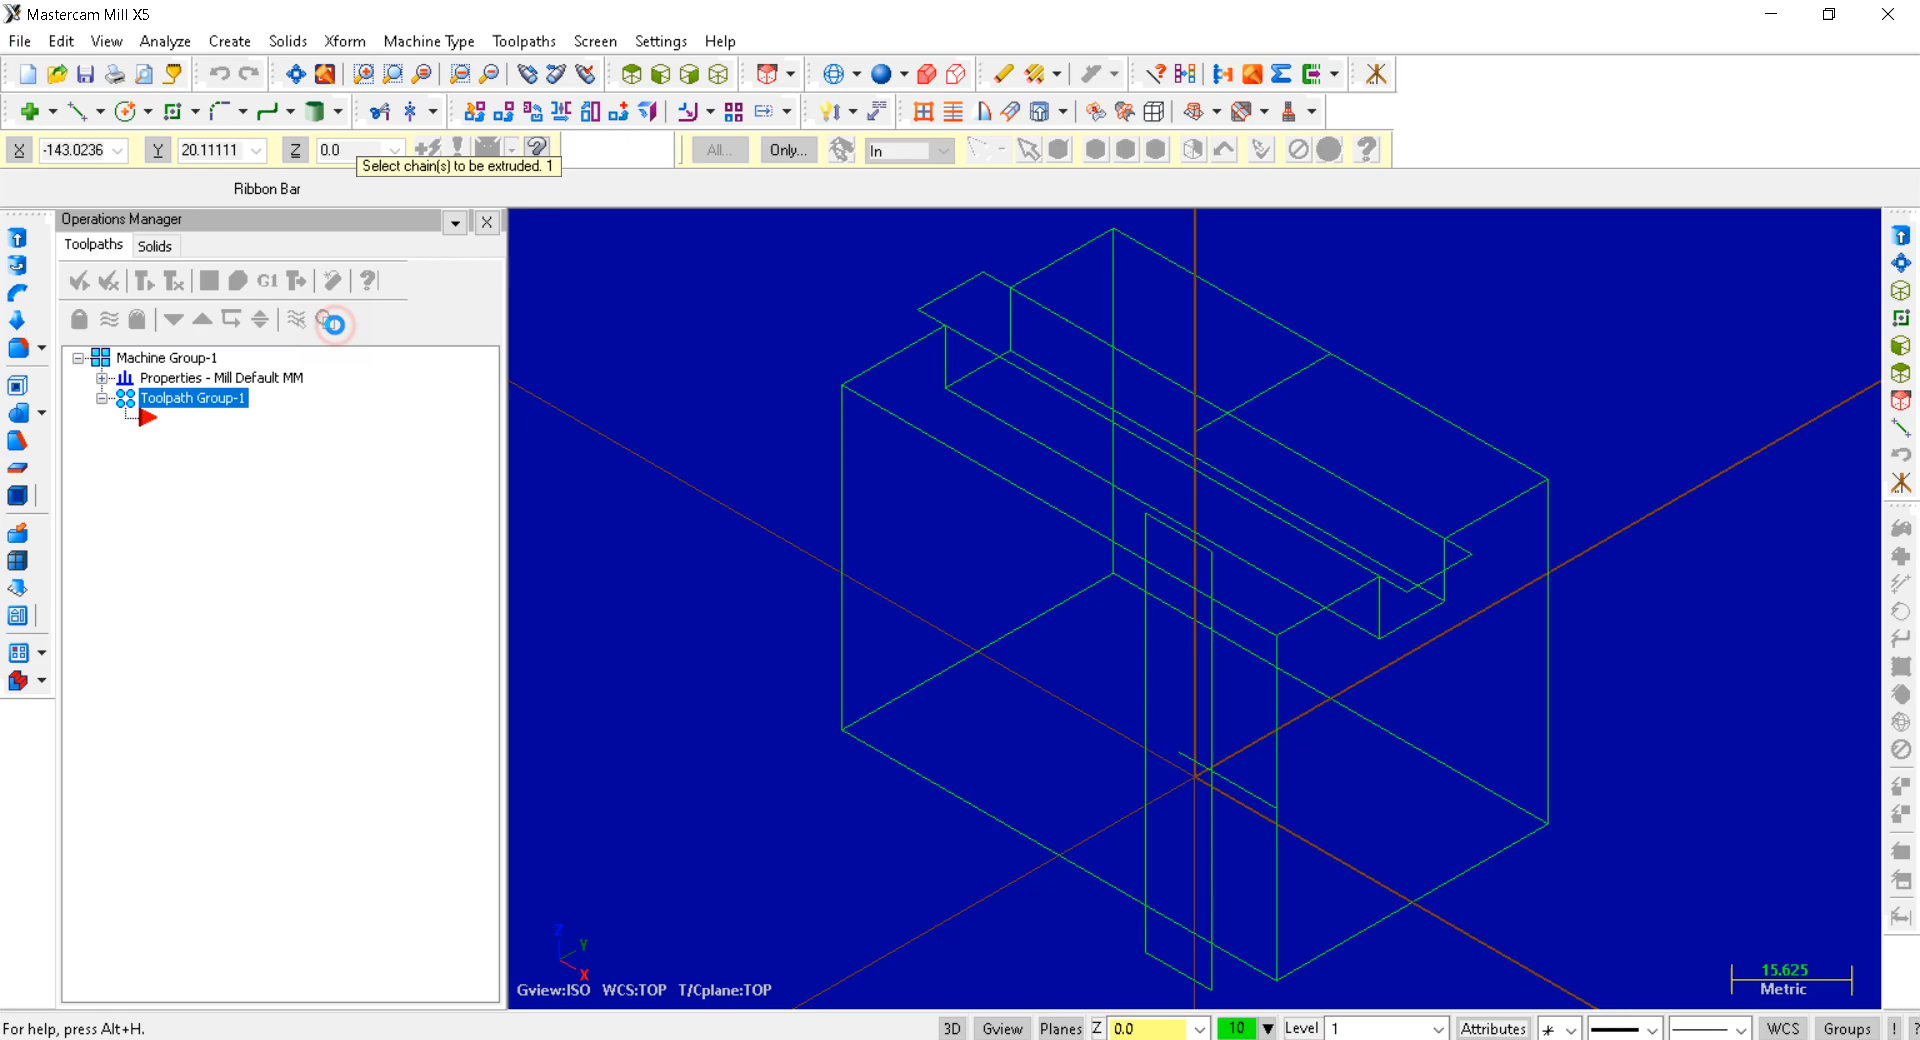 Mastercam Mill X5
File Edit View Analyze Create Solids Xform Machine Type Toolpaths Screen Settings Help
X -143.0236 Y 20.11111 Z 0.0 All... Only... In
Select chain(s) to be extruded. 1
Ribbon Bar
Operations Manager
Toolpaths Solids
G1
Machine Group-1
Properties - Mill Default MM
Toolpath Group-1
Z
Y
X
Gview:ISO WCS:TOP T/Cplane:TOP
15.625
Metric
For help, press Alt+H.
3D Gview Planes Z 0.0 10 Level 1 Attributes WCS Groups ! ?